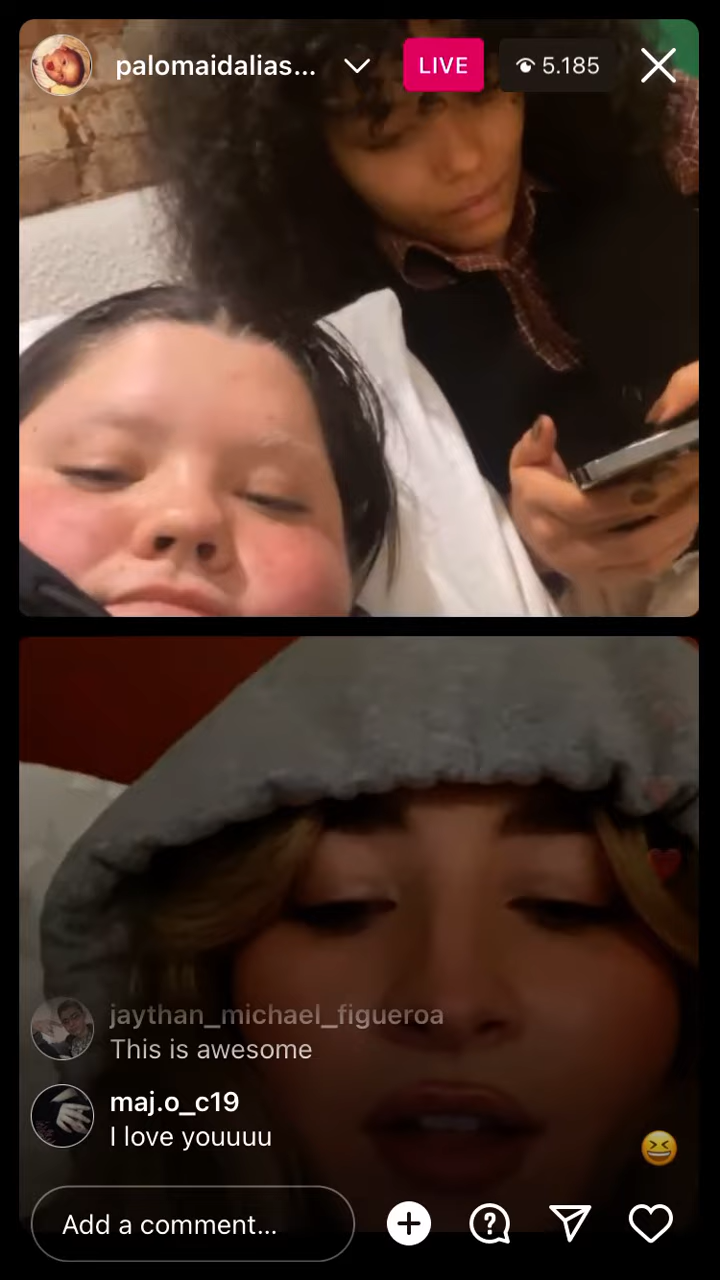 palomaidalias...
LIVE
5.185
jaythan_michael_figueroa
This is awesome
maj.o_c19
I love youuuu
Add a comment...